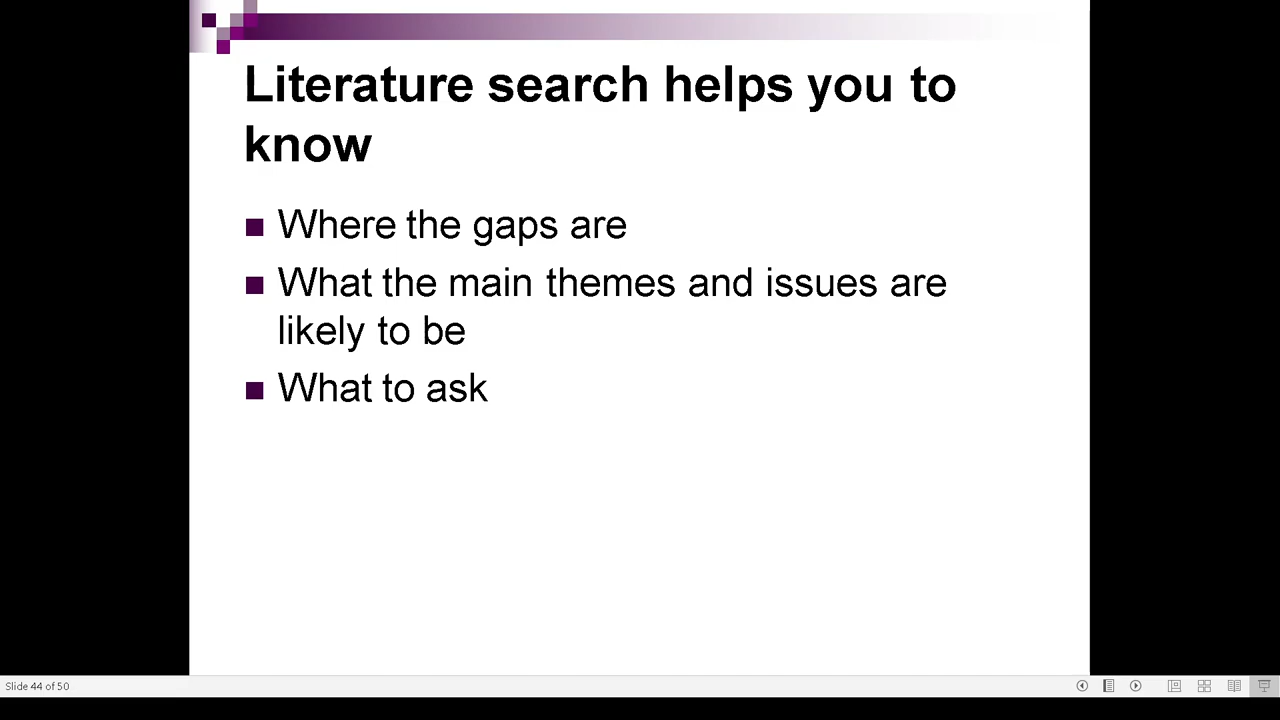 Literature search helps you to
know
Where the gaps are
What the main themes and issues are
likely to be
What to ask
Slide 44 of 50